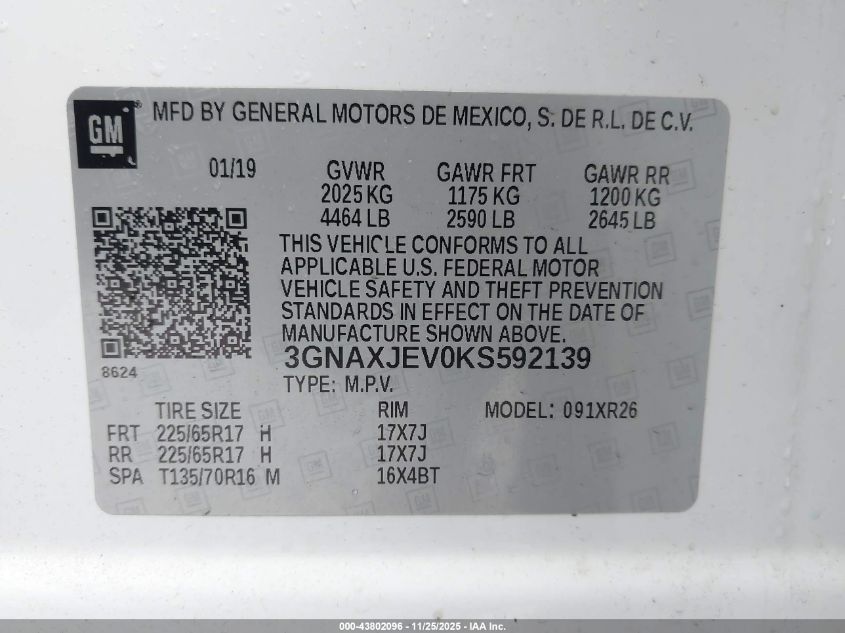 GM ® MFD BY GENERAL MOTORS DE MEXICO, S. DE R.L. DE C.V.
01/19 GVWR GAWR FRT GAWR RR
2025 KG 1175 KG 1200 KG
4464 LB 2590 LB 2645 LB
THIS VEHICLE CONFORMS TO ALL
APPLICABLE U.S. FEDERAL MOTOR
VEHICLE SAFETY AND THEFT PREVENTION
STANDARDS IN EFFECT ON THE DATE OF
MANUFACTURE SHOWN ABOVE.
3GNAXJEV0KS592139
8624
TYPE: M.P.V.
TIRE SIZE RIM MODEL: 091XR26
FRT 225/65R17 H 17X7J
RR 225/65R17 H 17X7J
SPA T135/70R16 M 16X4BT
000-43802096 - 11/25/2025 - IAA Inc.